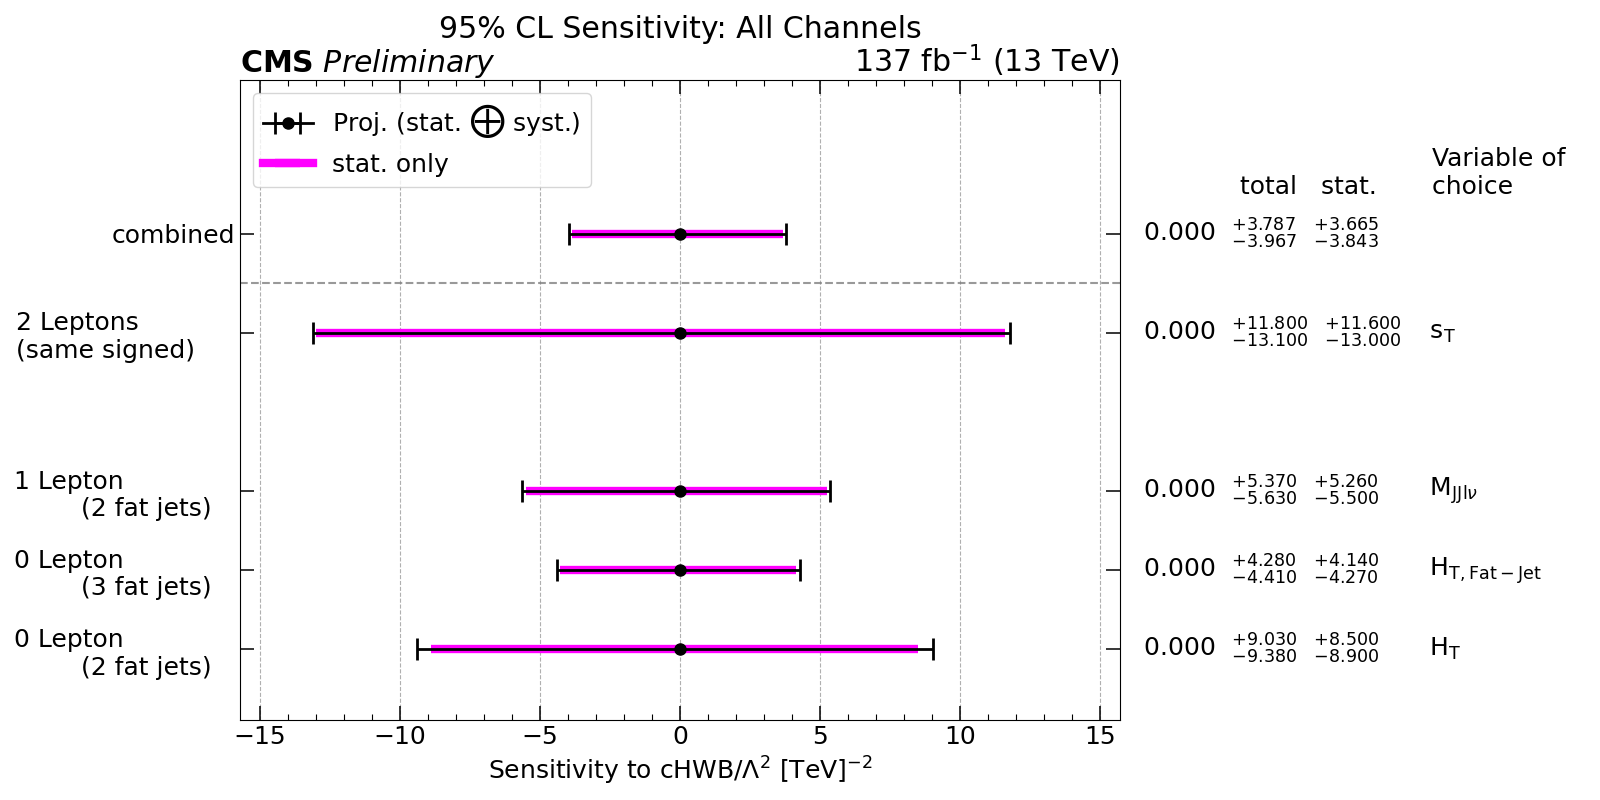 95% CL Sensitivity: All Channels
CMS Preliminary 137 fb⁻¹ (13 TeV)
Proj. (stat. ⊕ syst.)
stat. only
Variable of
total stat. choice
combined 0.000 +3.787 +3.665
−3.967 −3.843
2 Leptons
(same signed) 0.000 +11.800 +11.600 s_T
−13.100 −13.000
1 Lepton
(2 fat jets) 0.000 +5.370 +5.260 M_JJlν
−5.630 −5.500
0 Lepton
(3 fat jets) 0.000 +4.280 +4.140 H_T, Fat−Jet
−4.410 −4.270
0 Lepton
(2 fat jets) 0.000 +9.030 +8.500 H_T
−9.380 −8.900
−15 −10 −5 0 5 10 15
Sensitivity to cHWB/Λ² [TeV]⁻²